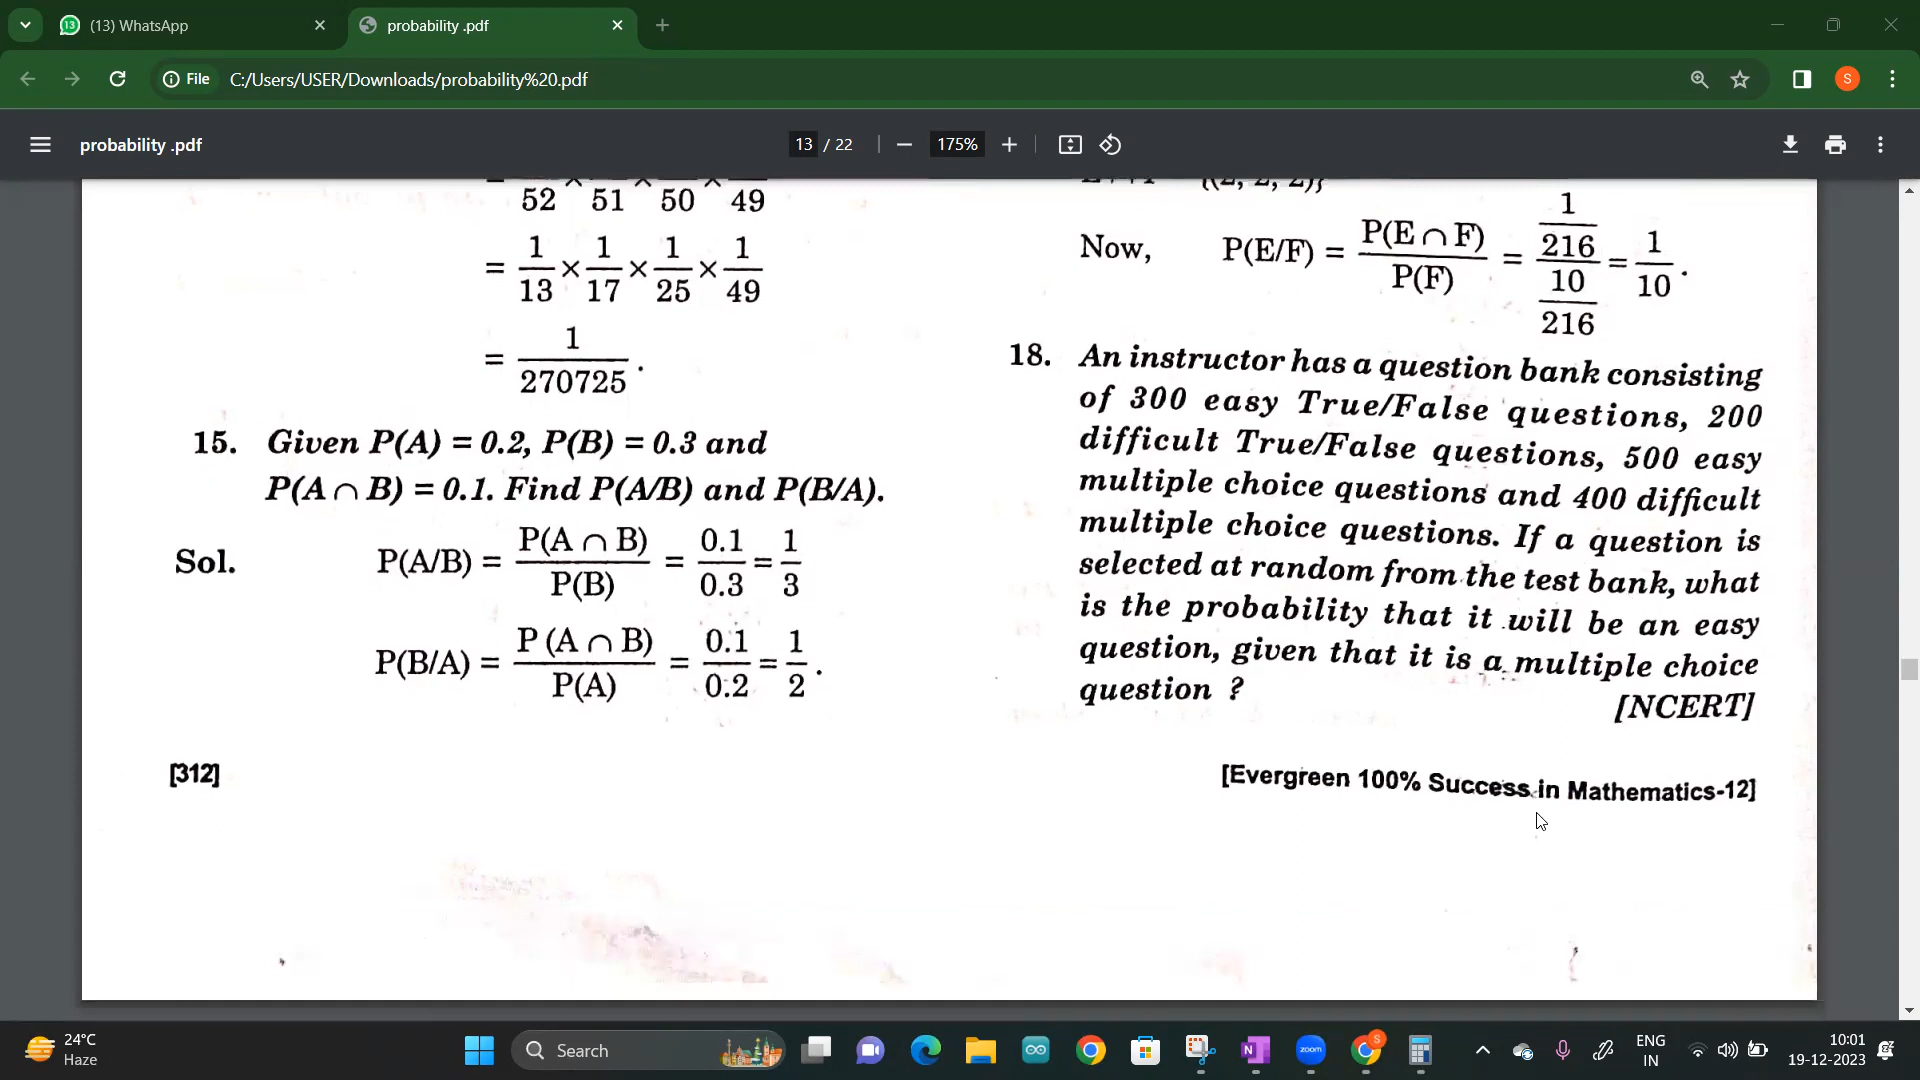 (13) WhatsApp
probability .pdf
File
C:/Users/USER/Downloads/probability%20.pdf
S
probability .pdf
13 / 22
175%
52 × 51 × 50 × 49
= 1/13 × 1/17 × 1/25 × 1/49
= 1/270725 .
15. Given P(A) = 0.2, P(B) = 0.3 and
P(A ∩ B) = 0.1. Find P(A/B) and P(B/A).
Sol. P(A/B) = P(A ∩ B)/P(B) = 0.1/0.3 = 1/3
P(B/A) = P (A ∩ B)/P(A) = 0.1/0.2 = 1/2 .
[312]
Now, P(E/F) = P(E ∩ F)/P(F) = (1/216)/(10/216) = 1/10 .
18. An instructor has a question bank consisting
of 300 easy True/False questions, 200
difficult True/False questions, 500 easy
multiple choice questions and 400 difficult
multiple choice questions. If a question is
selected at random from the test bank, what
is the probability that it will be an easy
question, given that it is a multiple choice
question ?
[NCERT]
[Evergreen 100% Success in Mathematics-12]
24°C
Haze
Search
zoom
S
ENG
IN
10:01
19-12-2023